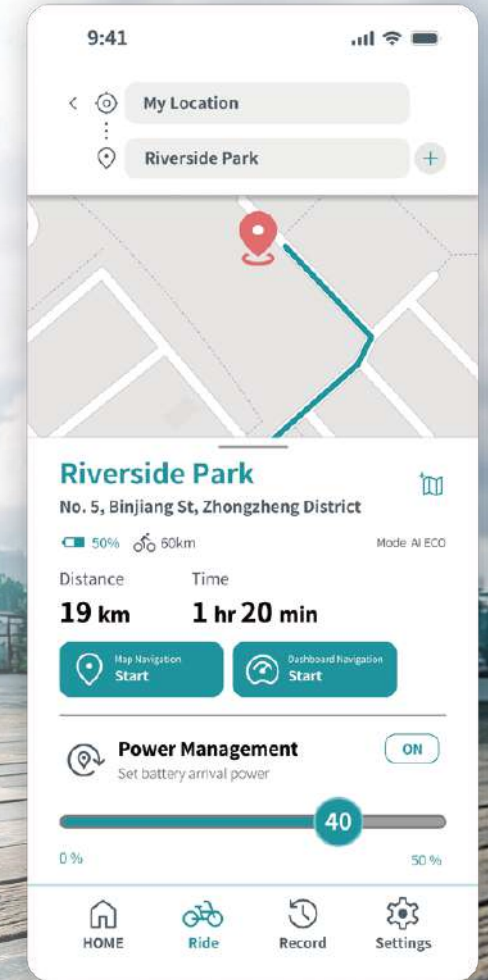 9:41
My Location
Riverside Park
+
Riverside Park
No. 5, Binjiang St, Zhongzheng District
50% 60km Mode AI ECO
Distance Time
19 km 1 hr 20 min
Map Navigation Dashboard Navigation
Start Start
Power Management ON
Set battery arrival power
40
0 % 50 %
HOME Ride Record Settings